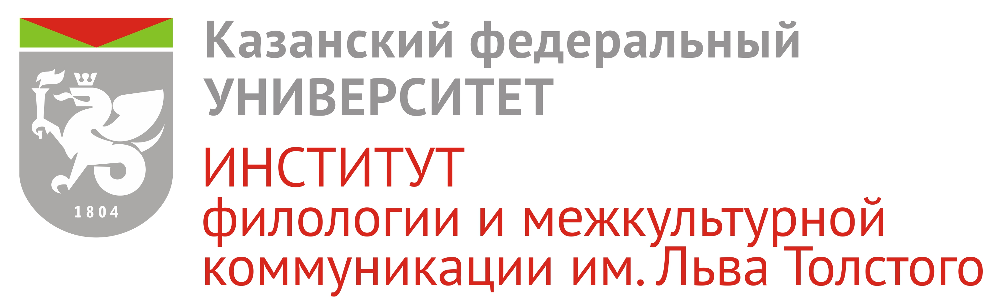 Казанский федеральный
УНИВЕРСИТЕТ
ИНСТИТУТ
филологии и межкультурной
коммуникации им. Льва Толстого
1804